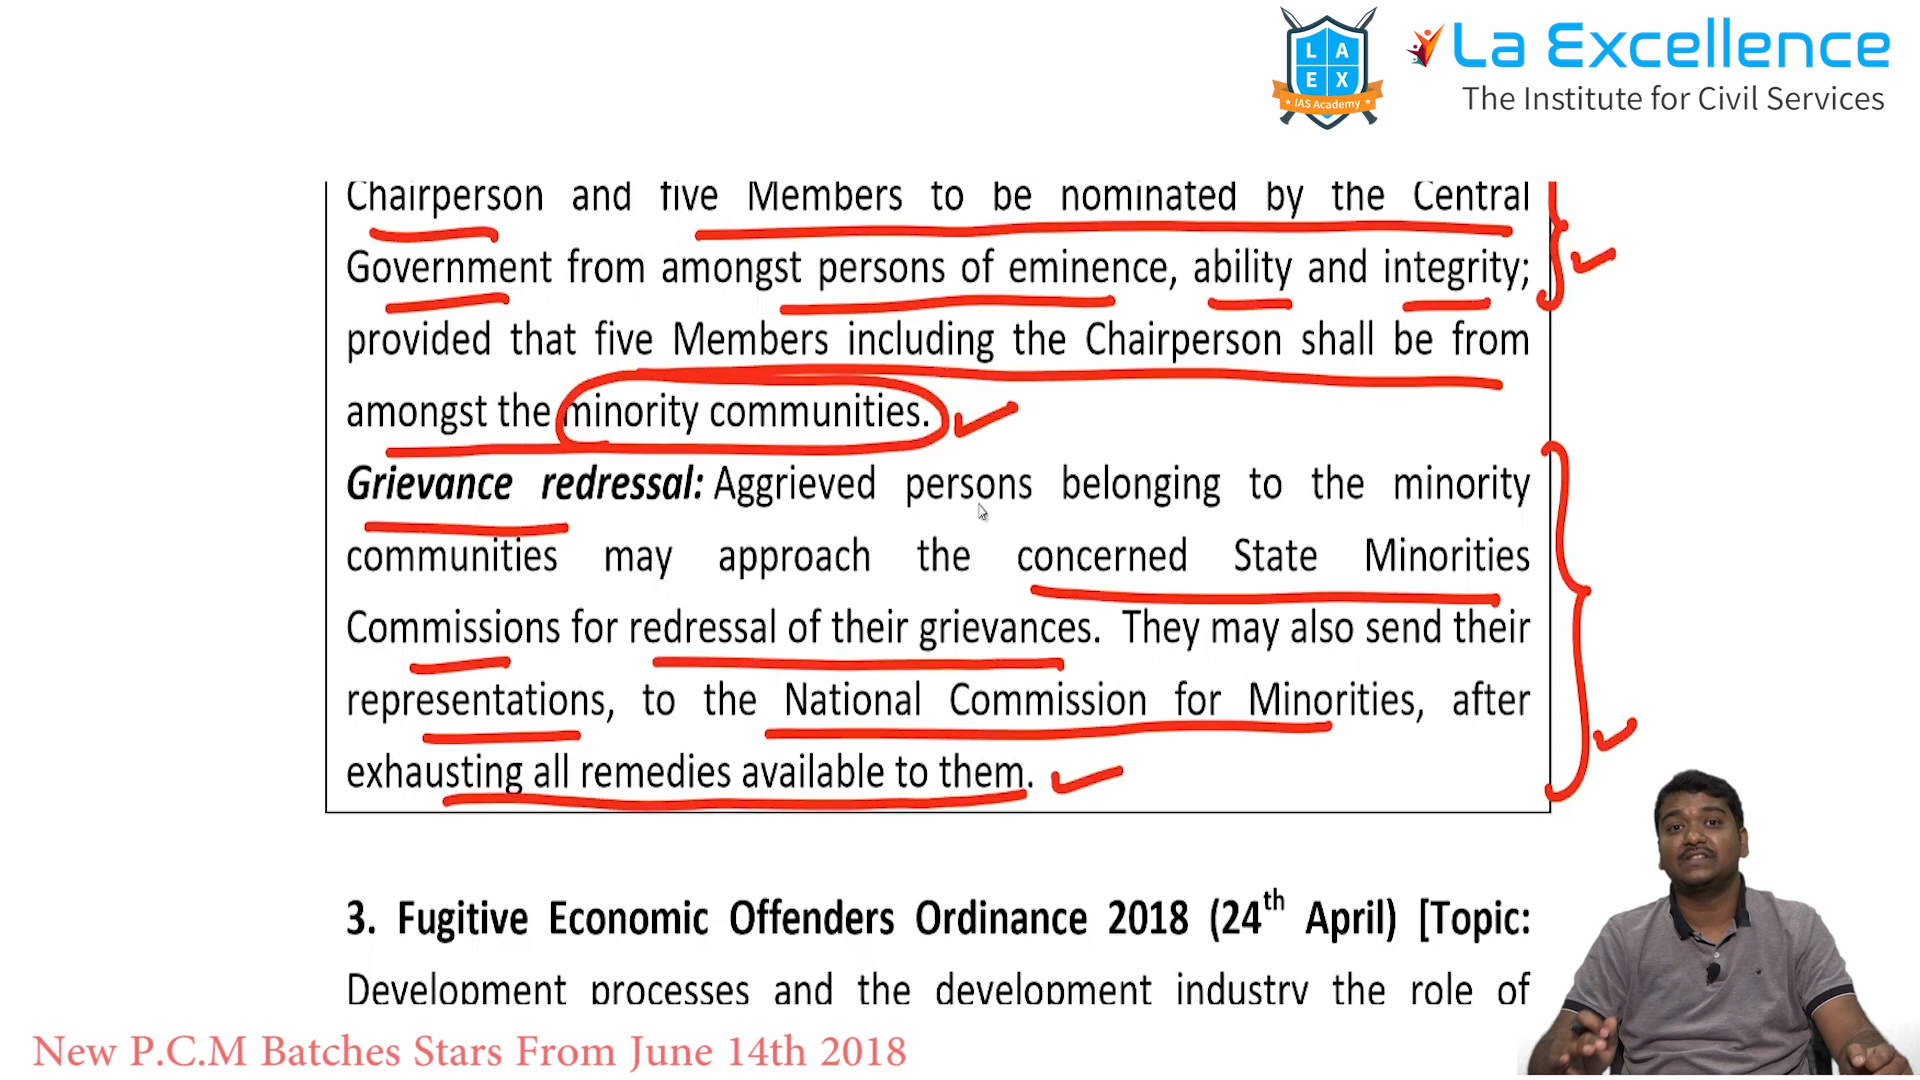 L A
E X
IAS Academy
La Excellence
The Institute for Civil Services
Chairperson and five Members to be nominated by the Central
Government from amongst persons of eminence, ability and integrity;
provided that five Members including the Chairperson shall be from
amongst the minority communities.
Grievance redressal: Aggrieved persons belonging to the minority
communities may approach the concerned State Minorities
Commissions for redressal of their grievances. They may also send their
representations, to the National Commission for Minorities, after
exhausting all remedies available to them.
3. Fugitive Economic Offenders Ordinance 2018 (24th April) [Topic:
Development processes and the development industry the role of
New P.C.M Batches Stars From June 14th 2018